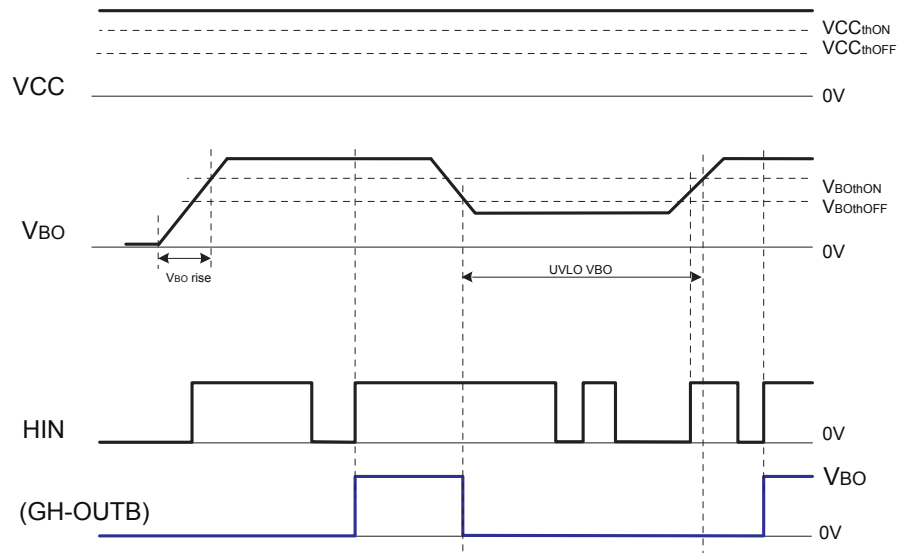 VCCthON
VCCthOFF
VCC
0V
VBOthON
VBOthOFF
VBO
0V
VBO rise
UVLO VBO
HIN
0V
VBO
(GH-OUTB)
0V